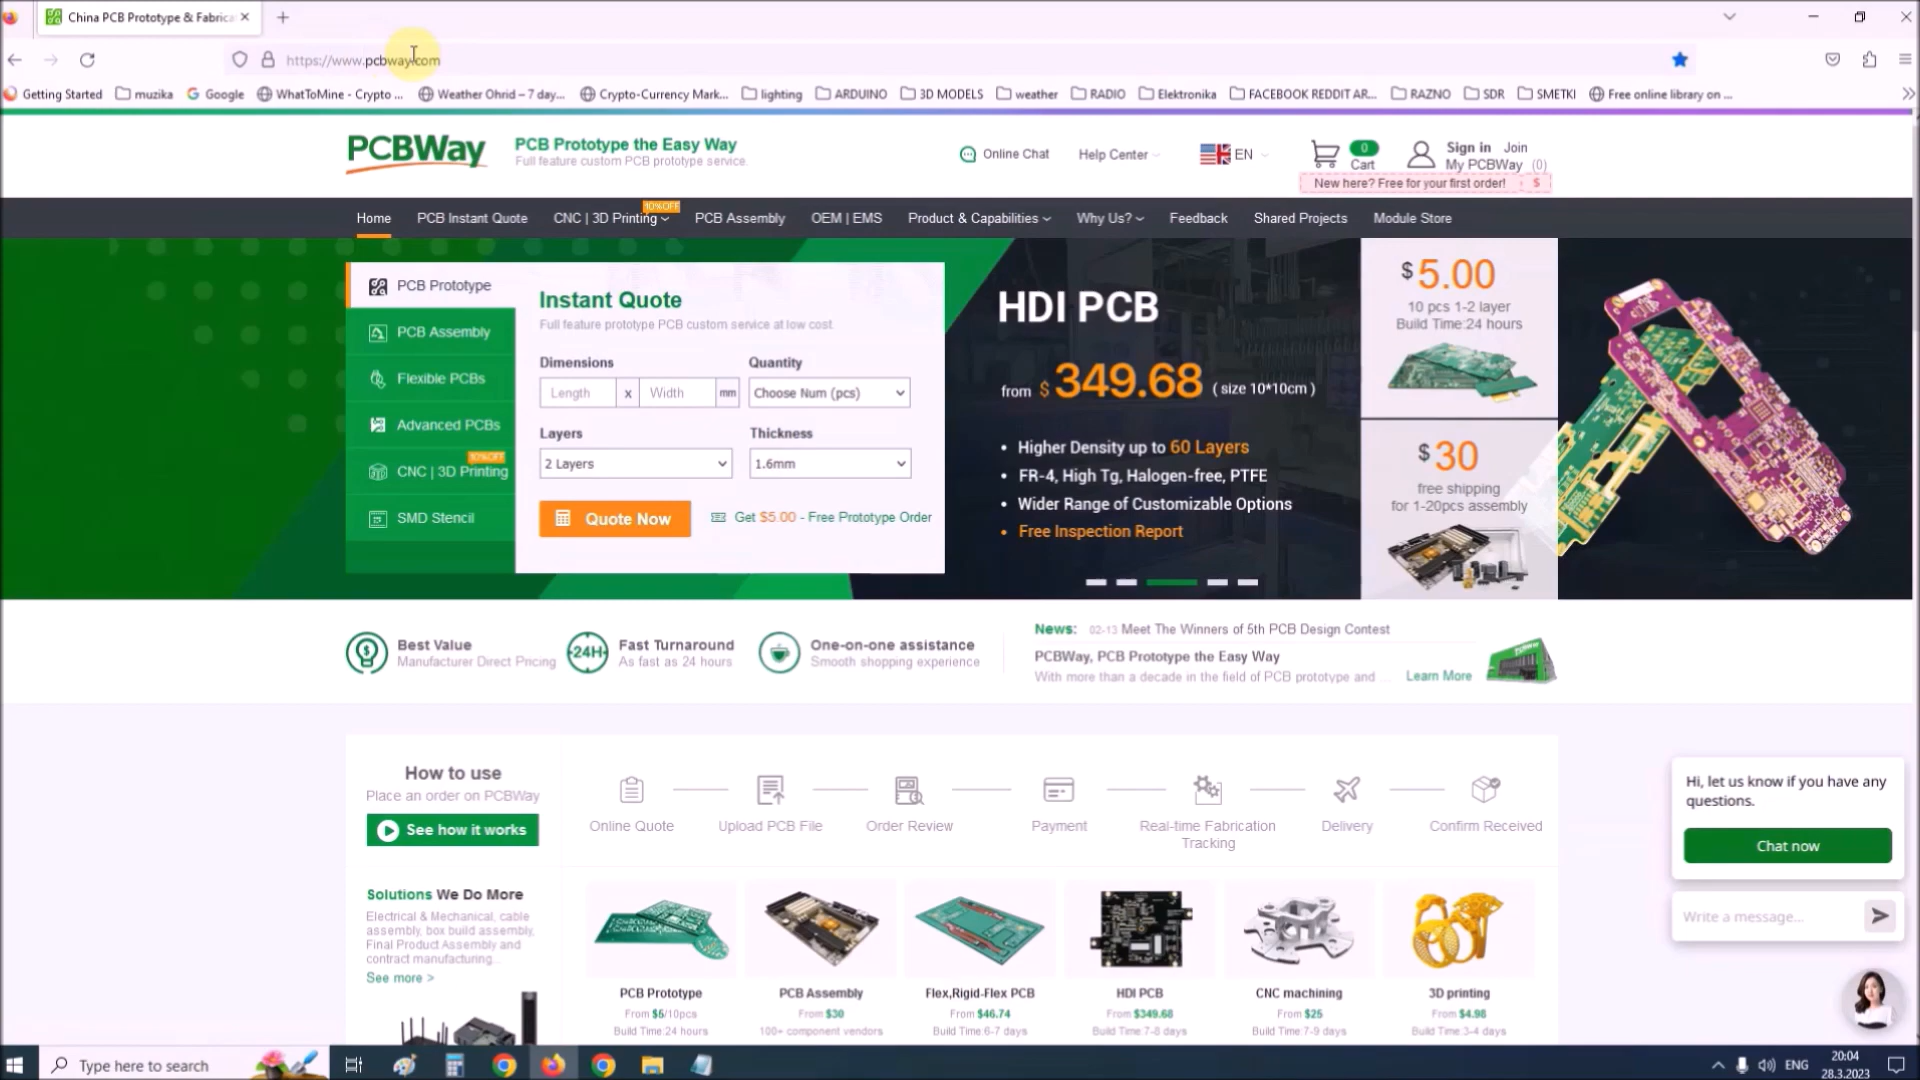 China PCB Prototype & Fabrica
https://www.pcbway.com
Getting Started
muzika
Google
WhatToMine - Crypto ...
Weather Ohrid – 7 day...
Crypto-Currency Mark...
lighting
ARDUINO
3D MODELS
weather
RADIO
Elektronika
FACEBOOK REDDIT AR...
RAZNO
SDR
SMETKI
Free online library on ...
PCBWay
PCB Prototype the Easy Way
Full feature custom PCB prototype service.
Online Chat
Help Center
EN
0
Cart
Sign in Join
My PCBWay (0)
New here? Free for your first order! $
Home
PCB Instant Quote
CNC | 3D Printing
10%OFF
PCB Assembly
OEM | EMS
Product & Capabilities
Why Us?
Feedback
Shared Projects
Module Store
PCB Prototype
PCB Assembly
Flexible PCBs
Advanced PCBs
10%OFF
CNC | 3D Printing
SMD Stencil
Instant Quote
Full feature prototype PCB custom service at low cost.
Dimensions
Quantity
Length x Width mm
Choose Num (pcs)
Layers
Thickness
2 Layers
1.6mm
Quote Now
Get $5.00 - Free Prototype Order
HDI PCB
from $ 349.68 ( size 10*10cm )
• Higher Density up to 60 Layers
• FR-4, High Tg, Halogen-free, PTFE
• Wider Range of Customizable Options
• Free Inspection Report
$5.00
10 pcs 1-2 layer
Build Time:24 hours
$30
free shipping
for 1-20pcs assembly
Best Value
Manufacturer Direct Pricing
24H
Fast Turnaround
As fast as 24 hours
One-on-one assistance
Smooth shopping experience
News: 02-13 Meet The Winners of 5th PCB Design Contest
PCBWay, PCB Prototype the Easy Way
With more than a decade in the field of PCB prototype and ...
Learn More
How to use
Place an order on PCBWay
See how it works
Online Quote
Upload PCB File
Order Review
Payment
Real-time Fabrication
Tracking
Delivery
Confirm Received
Solutions We Do More
Electrical & Mechanical, cable
assembly, box build assembly,
Final Product Assembly and
contract manufacturing...
See more >
PCB Prototype
From $5/10pcs
Build Time:24 hours
PCB Assembly
From $30
100+ component vendors
Flex,Rigid-Flex PCB
From $46.74
Build Time:6-7 days
HDI PCB
From $349.68
Build Time:7-8 days
CNC machining
From $25
Build Time:7-9 days
3D printing
From $4.98
Build Time:3-4 days
Hi, let us know if you have any
questions.
Chat now
Write a message...
Type here to search
ENG
20:04
28.3.2023